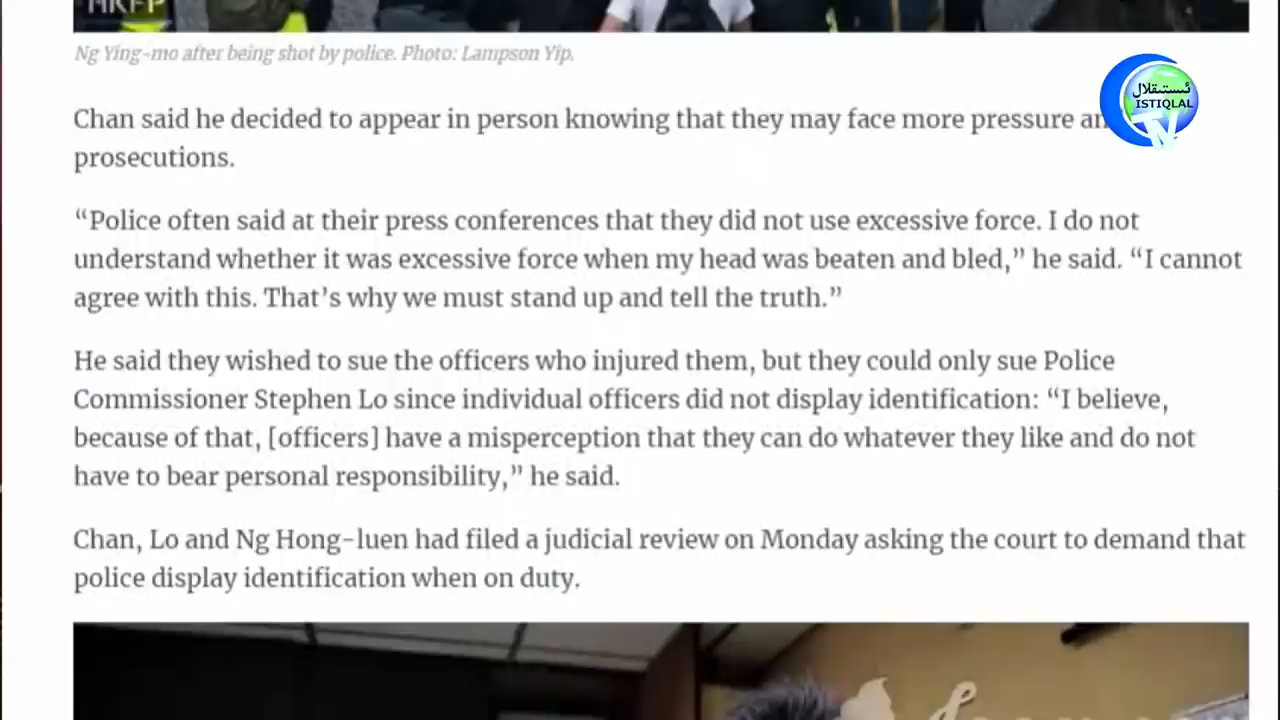 HKFP
Ng Ying-mo after being shot by police. Photo: Lampson Yip.
ئىستىقلال
ISTIQLAL
TV
Chan said he decided to appear in person knowing that they may face more pressure
prosecutions.
“Police often said at their press conferences that they did not use excessive force. I do not
understand whether it was excessive force when my head was beaten and bled,” he said. “I cannot
agree with this. That’s why we must stand up and tell the truth.”
He said they wished to sue the officers who injured them, but they could only sue Police
Commissioner Stephen Lo since individual officers did not display identification: “I believe,
because of that, [officers] have a misperception that they can do whatever they like and do not
have to bear personal responsibility,” he said.
Chan, Lo and Ng Hong-luen had filed a judicial review on Monday asking the court to demand that
police display identification when on duty.